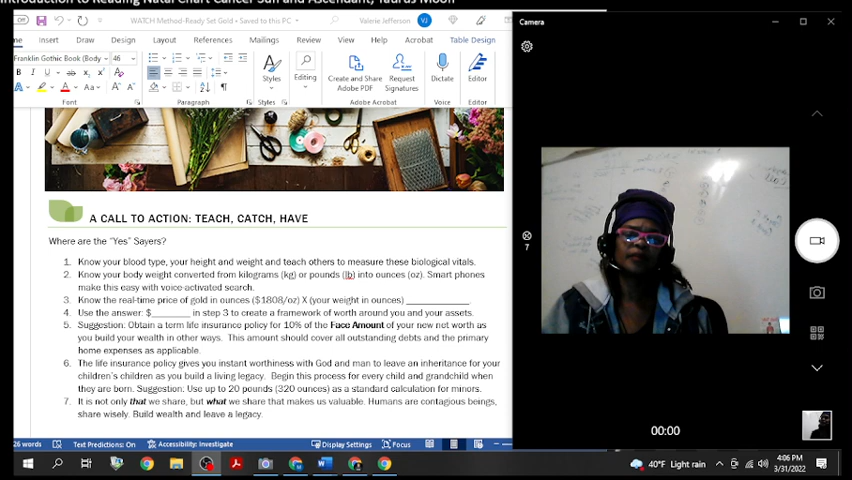 Introduction to Reading Natal Chart Cancer Sun and Ascendant, Taurus Moon
Off
WATCH Method-Ready Set Gold • Saved to this PC
Valerie Jefferson
VJ
Camera
Insert Draw Design Layout References Mailings Review View Help Acrobat Table Design
Franklin Gothic Book (Body 46
Styles
Editing
Create and Share
Adobe PDF
Request
Signatures
Dictate
Editor
Font Paragraph Styles Adobe Acrobat Voice Editor
A CALL TO ACTION: TEACH, CATCH, HAVE
Where are the "Yes" Sayers?
1. Know your blood type, your height and weight and teach others to measure these biological vitals.
2. Know your body weight converted from kilograms (kg) or pounds (lb) into ounces (oz). Smart phones
make this easy with voice-activated search.
3. Know the real-time price of gold in ounces ($1808/oz) X (your weight in ounces) ____________
4. Use the answer: $________ in step 3 to create a framework of worth around you and your assets.
5. Suggestion: Obtain a term life insurance policy for 10% of the Face Amount of your new net worth as
you build your wealth in other ways. This amount should cover all outstanding debts and the primary
home expenses as applicable.
6. The life insurance policy gives you instant worthiness with God and man to leave an inheritance for your
children's children as you build a living legacy. Begin this process for every child and grandchild when
they are born. Suggestion: Use up to 20 pounds (320 ounces) as a standard calculation for minors.
7. It is not only that we share, but what we share that makes us valuable. Humans are contagious beings,
share wisely. Build wealth and leave a legacy.
7
00:00
26 words Text Predictions: On Accessibility: Investigate Display Settings Focus
40°F Light rain
4:06 PM
3/31/2022